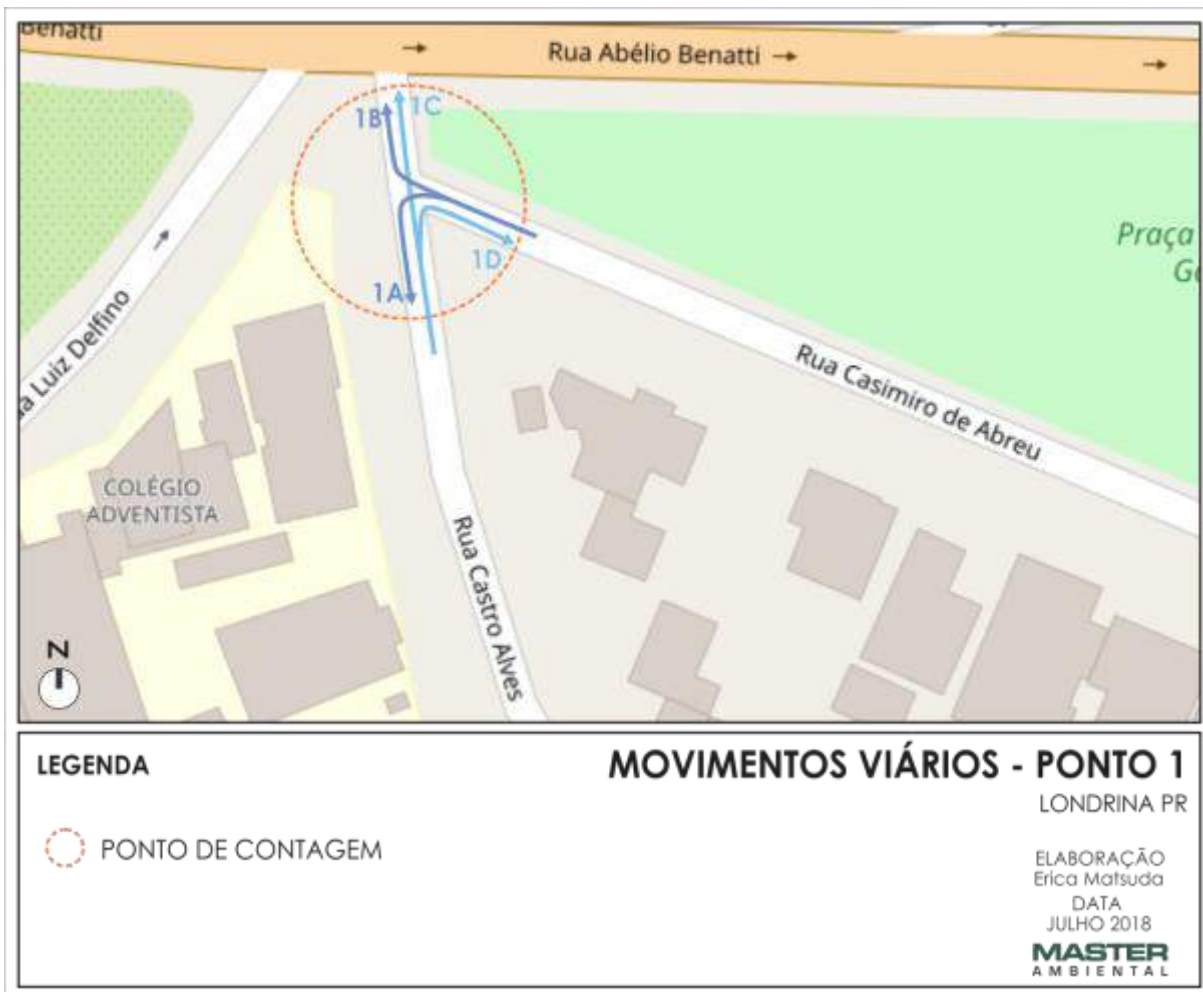 Benatti
Rua Abélio Benatti
1B
1C
1D
1A
Praça
Luiz Delfino
Rua Casimiro de Abreu
COLÉGIO
ADVENTISTA
Rua Castro Alves
N
LEGENDA
MOVIMENTOS VIÁRIOS - PONTO 1
LONDRINA PR
PONTO DE CONTAGEM
ELABORAÇÃO
Erica Matsuda
DATA
JULHO 2018
MASTER
AMBIENTAL